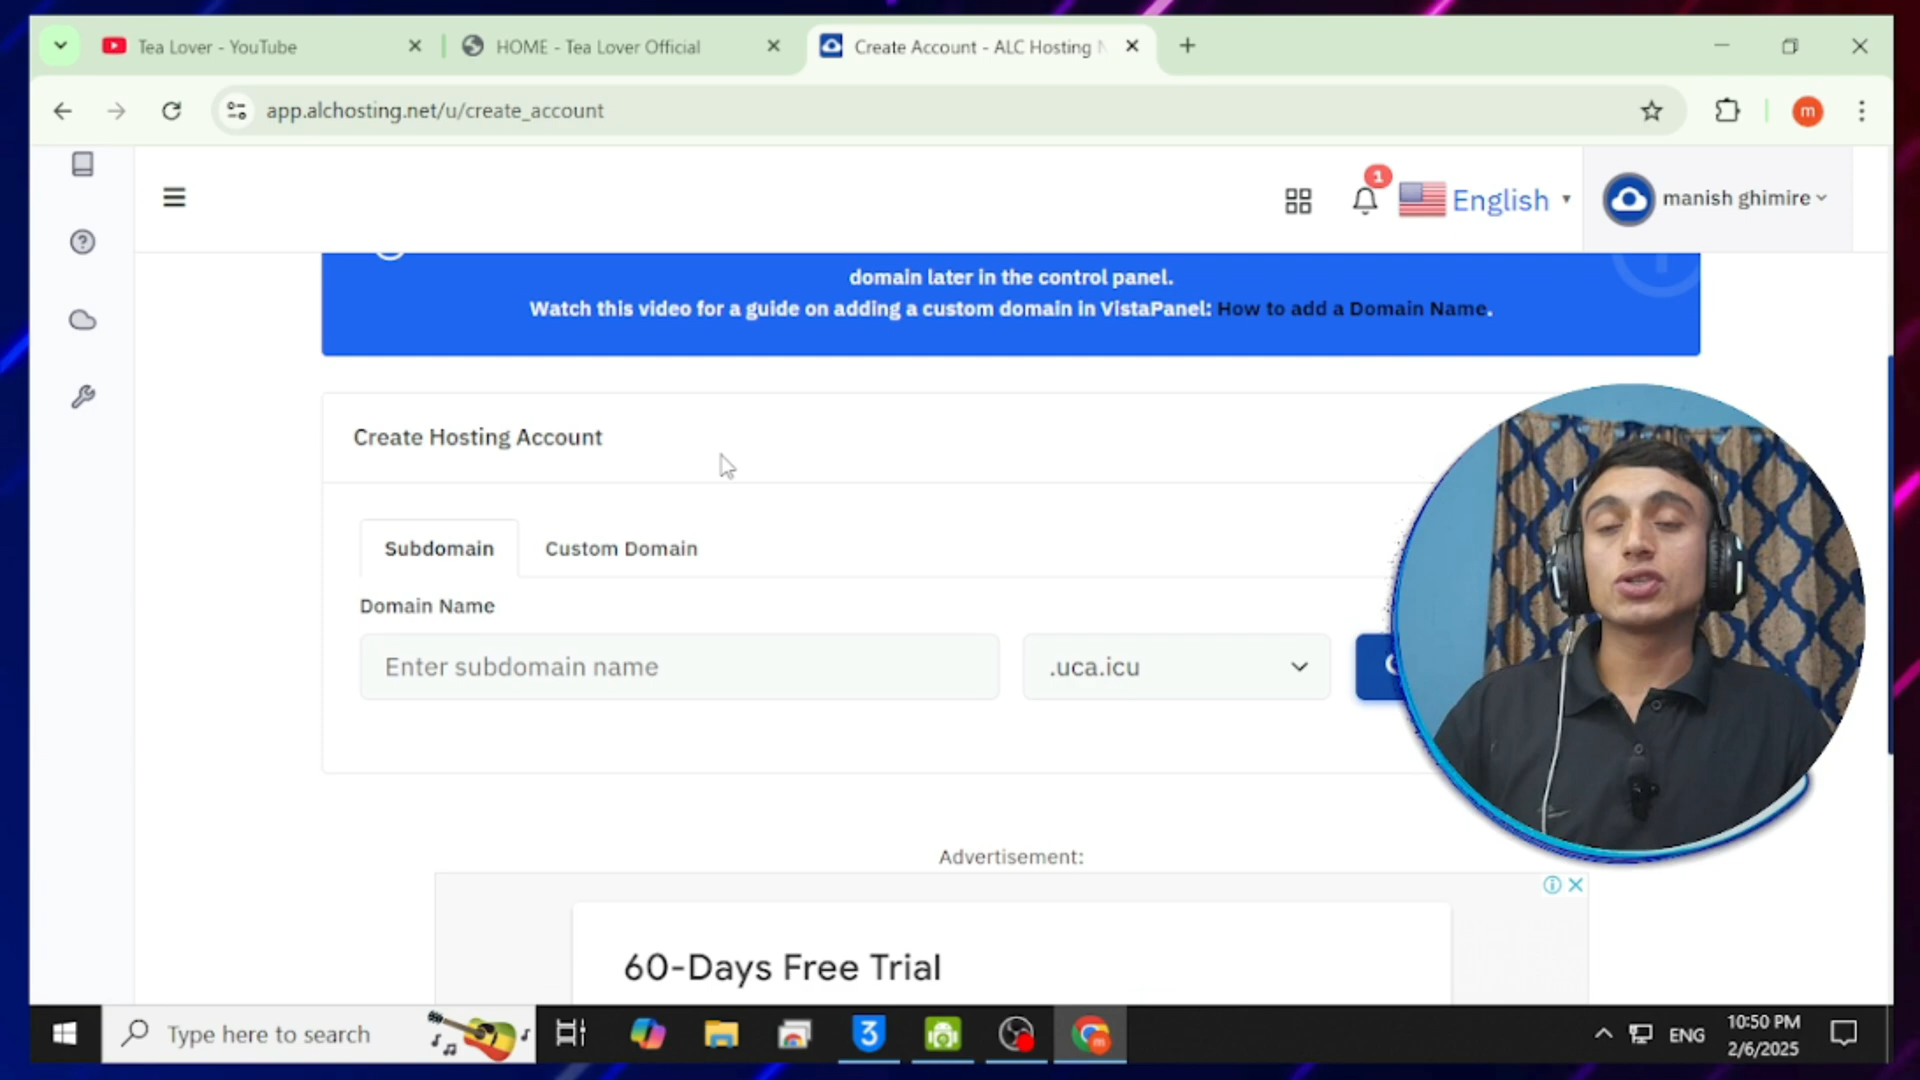 Tea Lover - YouTube
HOME - Tea Lover Official
Create Account - ALC Hosting
app.alchosting.net/u/create_account
m
1
English
manish ghimire
domain later in the control panel.
Watch this video for a guide on adding a custom domain in VistaPanel: How to add a Domain Name.
Create Hosting Account
Subdomain
Custom Domain
Domain Name
Enter subdomain name
.uca.icu
Advertisement:
60-Days Free Trial
Type here to search
3
ENG
10:50 PM
2/6/2025